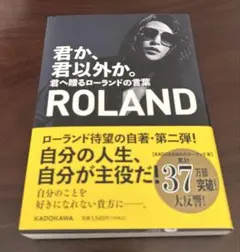 君か、
君以外か。
君へ贈るローランドの言葉
ROLAND
ローランド待望の自著・第二弾!
自分の人生、
自分が主役だ!
自分のことを
好きになれない貴方に——。
KADOKAWA
累計
37万部
突破!
大反響!